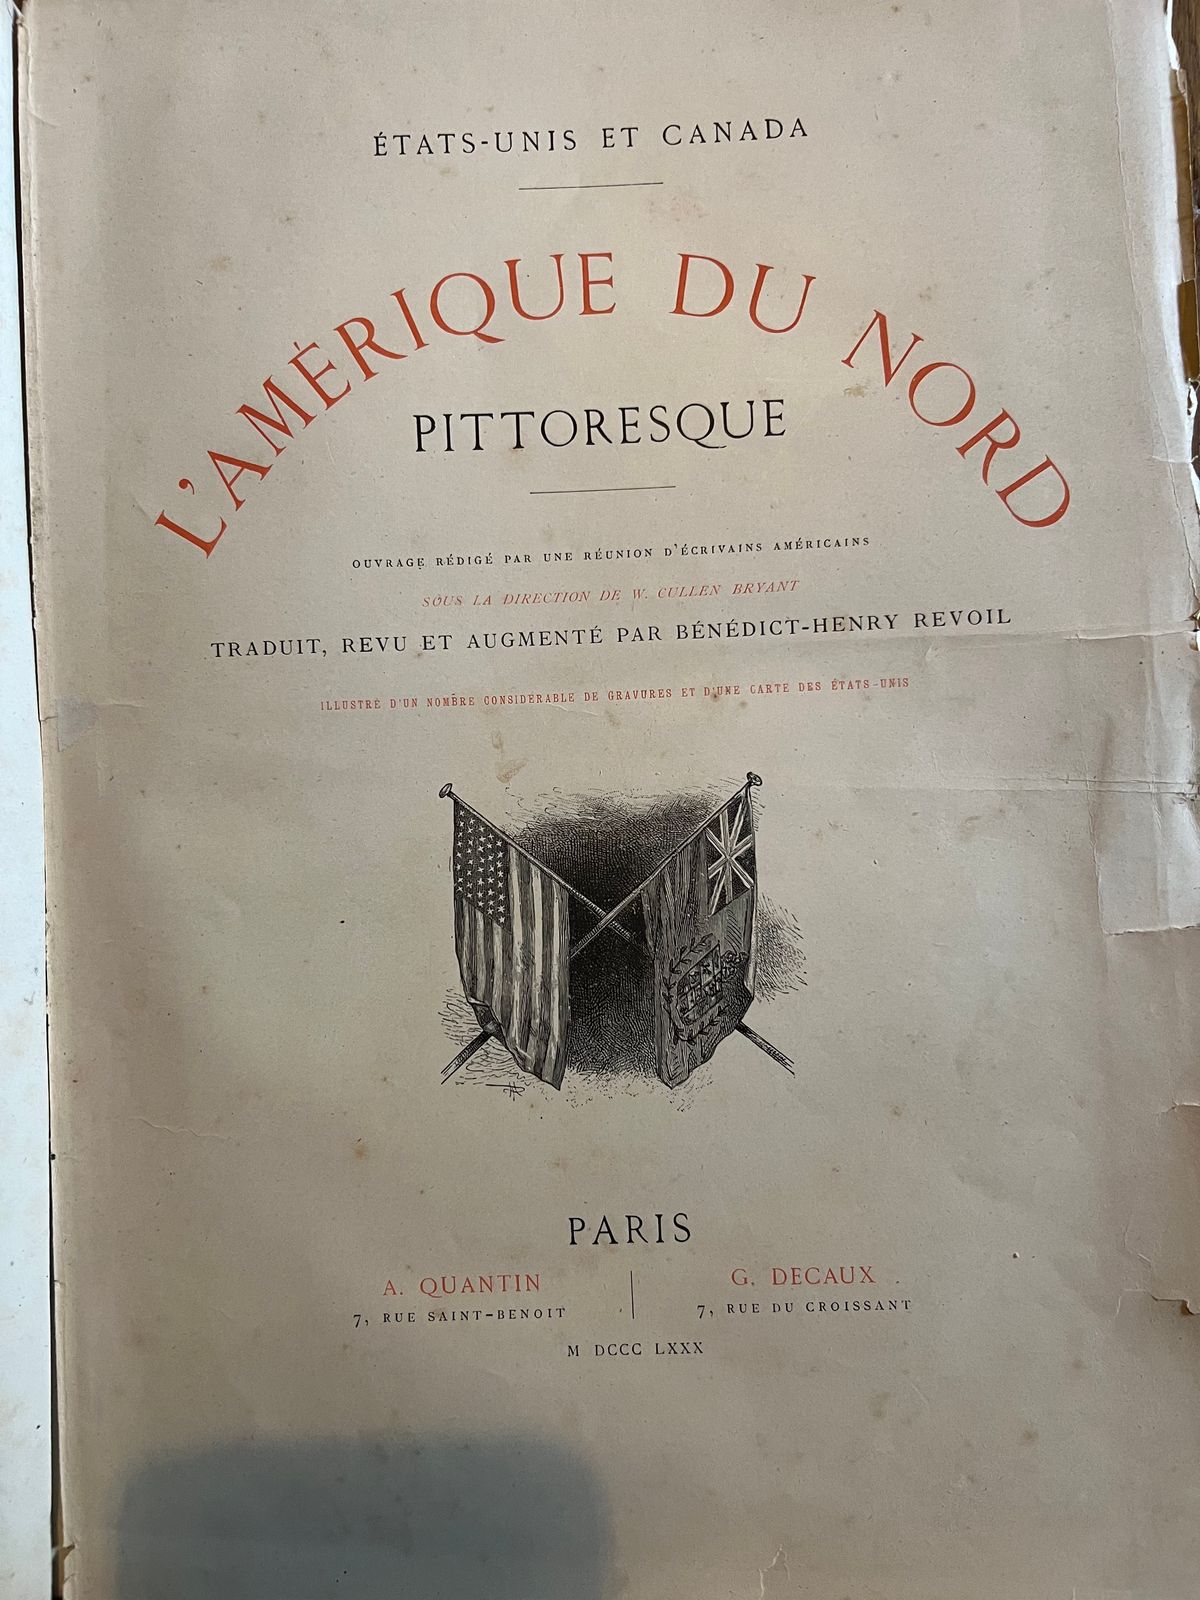 ÉTATS-UNIS ET CANADA
L'AMÉRIQUE DU NORD
PITTORESQUE
OUVRAGE RÉDIGÉ PAR UNE RÉUNION D'ÉCRIVAINS AMÉRICAINS
SOUS LA DIRECTION DE W. CULLEN BRYANT
TRADUIT, REVU ET AUGMENTÉ PAR BÉNÉDICT-HENRY REVOIL
ILLUSTRÉ D'UN NOMBRE CONSIDÉRABLE DE GRAVURES ET D'UNE CARTE DES ÉTATS-UNIS
PARIS
A. QUANTIN
7, RUE SAINT-BENOIT
G. DECAUX
7, RUE DU CROISSANT
M DCCC LXXX